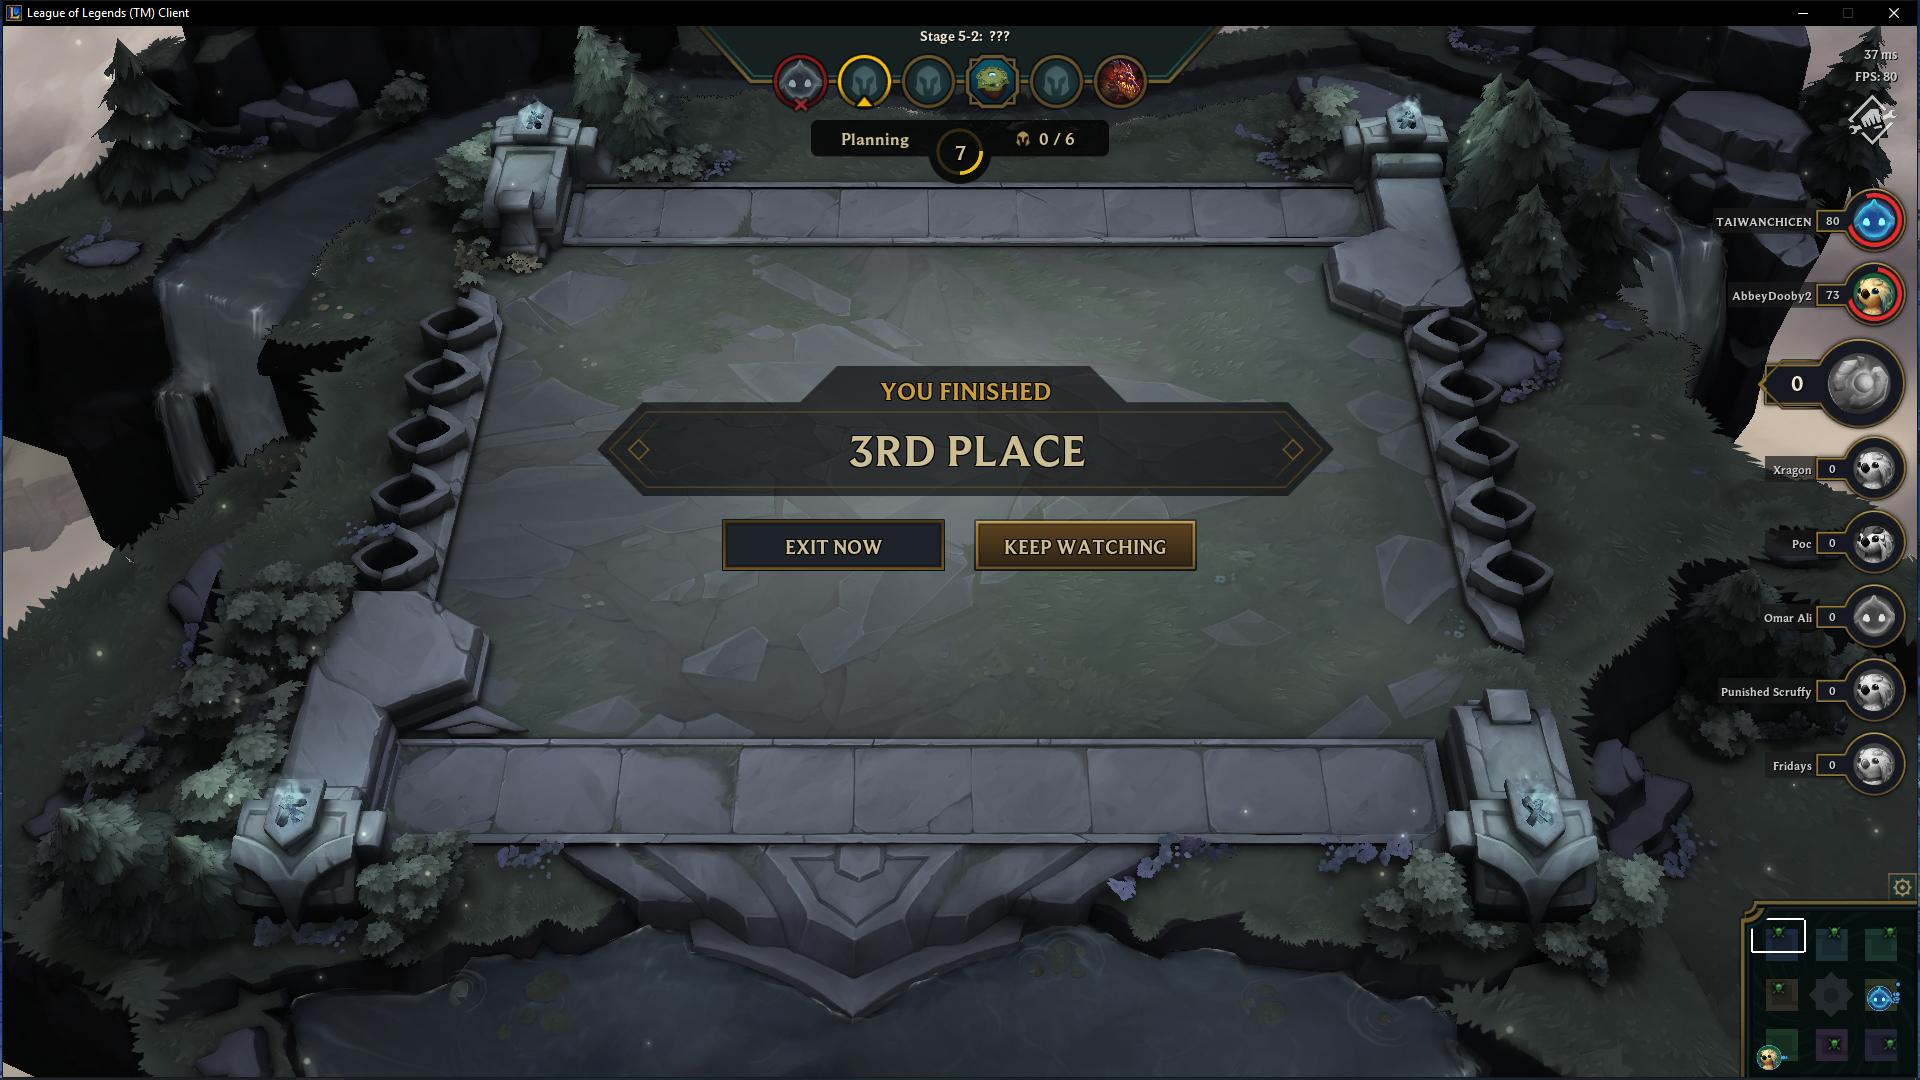 League of Legends (TM) Client
Stage 5-2: ???
37 ms
FPS: 80
Planning
7
0 / 6
TAIWANCHICEN 80
AbbeyDooby2 73
0
YOU FINISHED
3RD PLACE
Xragon 0
EXIT NOW
KEEP WATCHING
Poc 0
Omar Ali 0
Punished Scruffy 0
Fridays 0